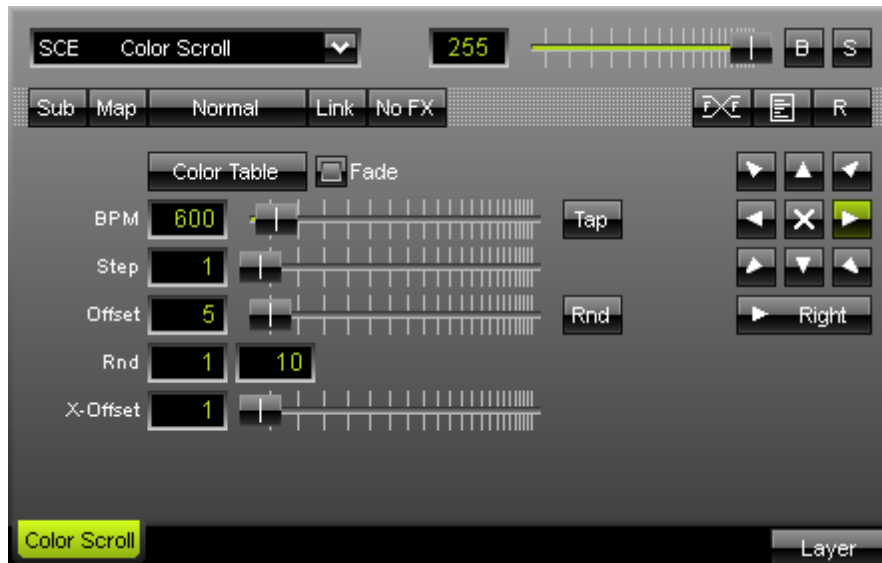 SCE Color Scroll 255 B S
Sub Map Normal Link No FX R
Color Table Fade
BPM 600 Tap
Step 1
Offset 5 Rnd Right
Rnd 1 10
X-Offset 1
Color Scroll Layer